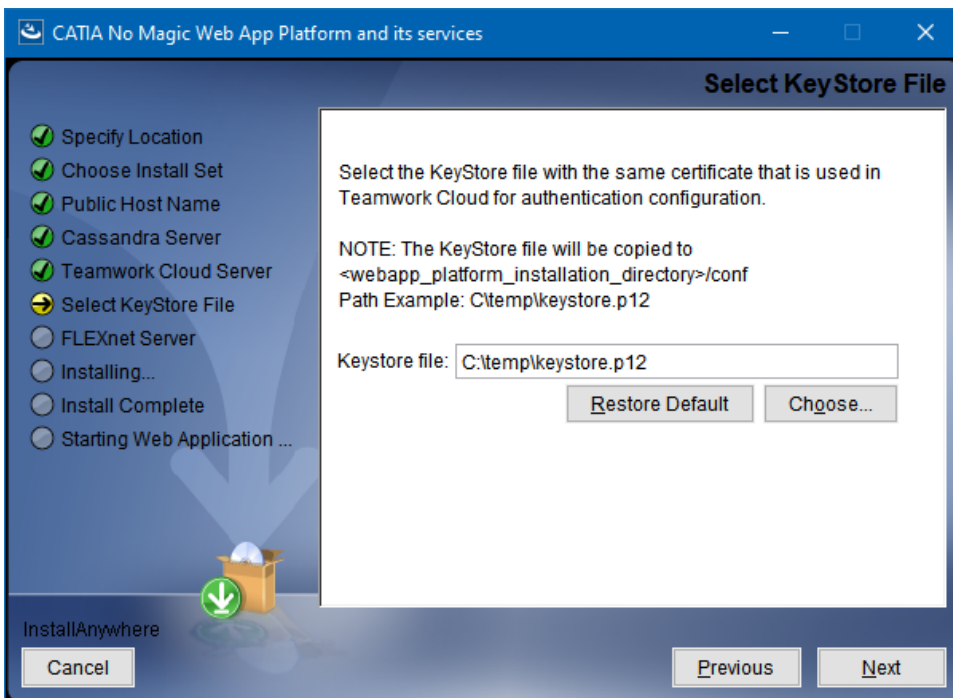 CATIA No Magic Web App Platform and its services
Select KeyStore File
Specify Location
Choose Install Set
Public Host Name
Cassandra Server
Teamwork Cloud Server
Select KeyStore File
FLEXnet Server
Installing...
Install Complete
Starting Web Application ...
Select the KeyStore file with the same certificate that is used in
Teamwork Cloud for authentication configuration.
NOTE: The KeyStore file will be copied to
<webapp_platform_installation_directory>/conf
Path Example: C\temp\keystore.p12
Keystore file: C:\temp\keystore.p12
Restore Default Choose...
InstallAnywhere
Cancel Previous Next